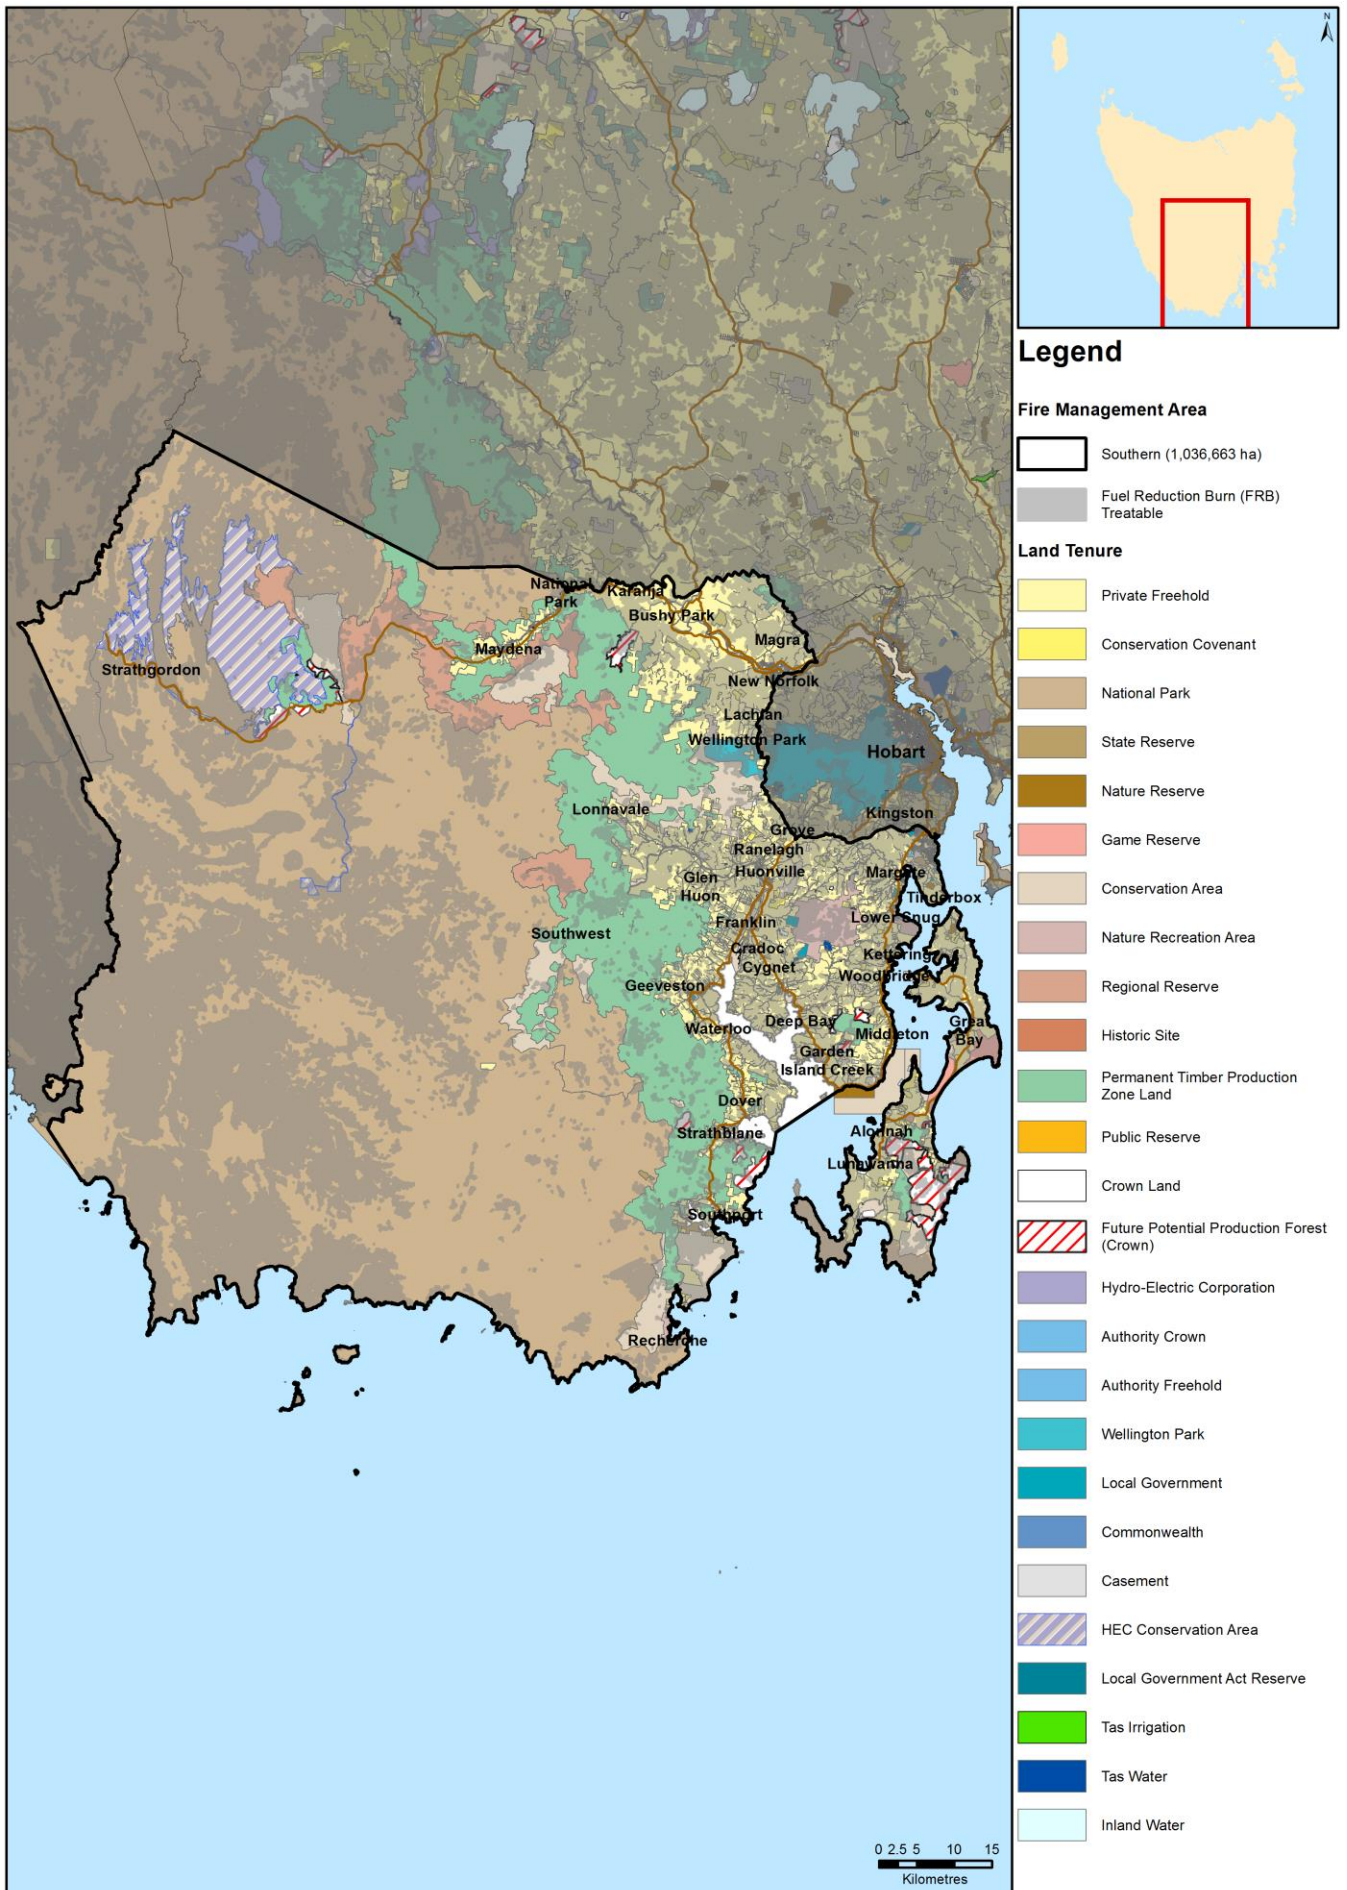 N
National
Park
Karanja
Bushy Park
Maydena
Magra
Strathgordon
New Norfolk
Lachlan
Wellington Park
Hobart
Lonnavale
Kingston
Grove
Ranelagh
Glen
Huon
Huonville
Margate
Tinderbox
Franklin
Lower Snug
Southwest
Cradoc
Kettering
Cygnet
Woodbridge
Geeveston
Waterloo
Deep Bay
Middleton
Great
Bay
Garden
Island Creek
Dover
Strathblane
Alonnah
Lunawanna
Southport
Recherche
0 2.5 5 10 15
Kilometres
Legend
Fire Management Area
Southern (1,036,663 ha)
Fuel Reduction Burn (FRB)
Treatable
Land Tenure
Private Freehold
Conservation Covenant
National Park
State Reserve
Nature Reserve
Game Reserve
Conservation Area
Nature Recreation Area
Regional Reserve
Historic Site
Permanent Timber Production
Zone Land
Public Reserve
Crown Land
Future Potential Production Forest
(Crown)
Hydro-Electric Corporation
Authority Crown
Authority Freehold
Wellington Park
Local Government
Commonwealth
Casement
HEC Conservation Area
Local Government Act Reserve
Tas Irrigation
Tas Water
Inland Water